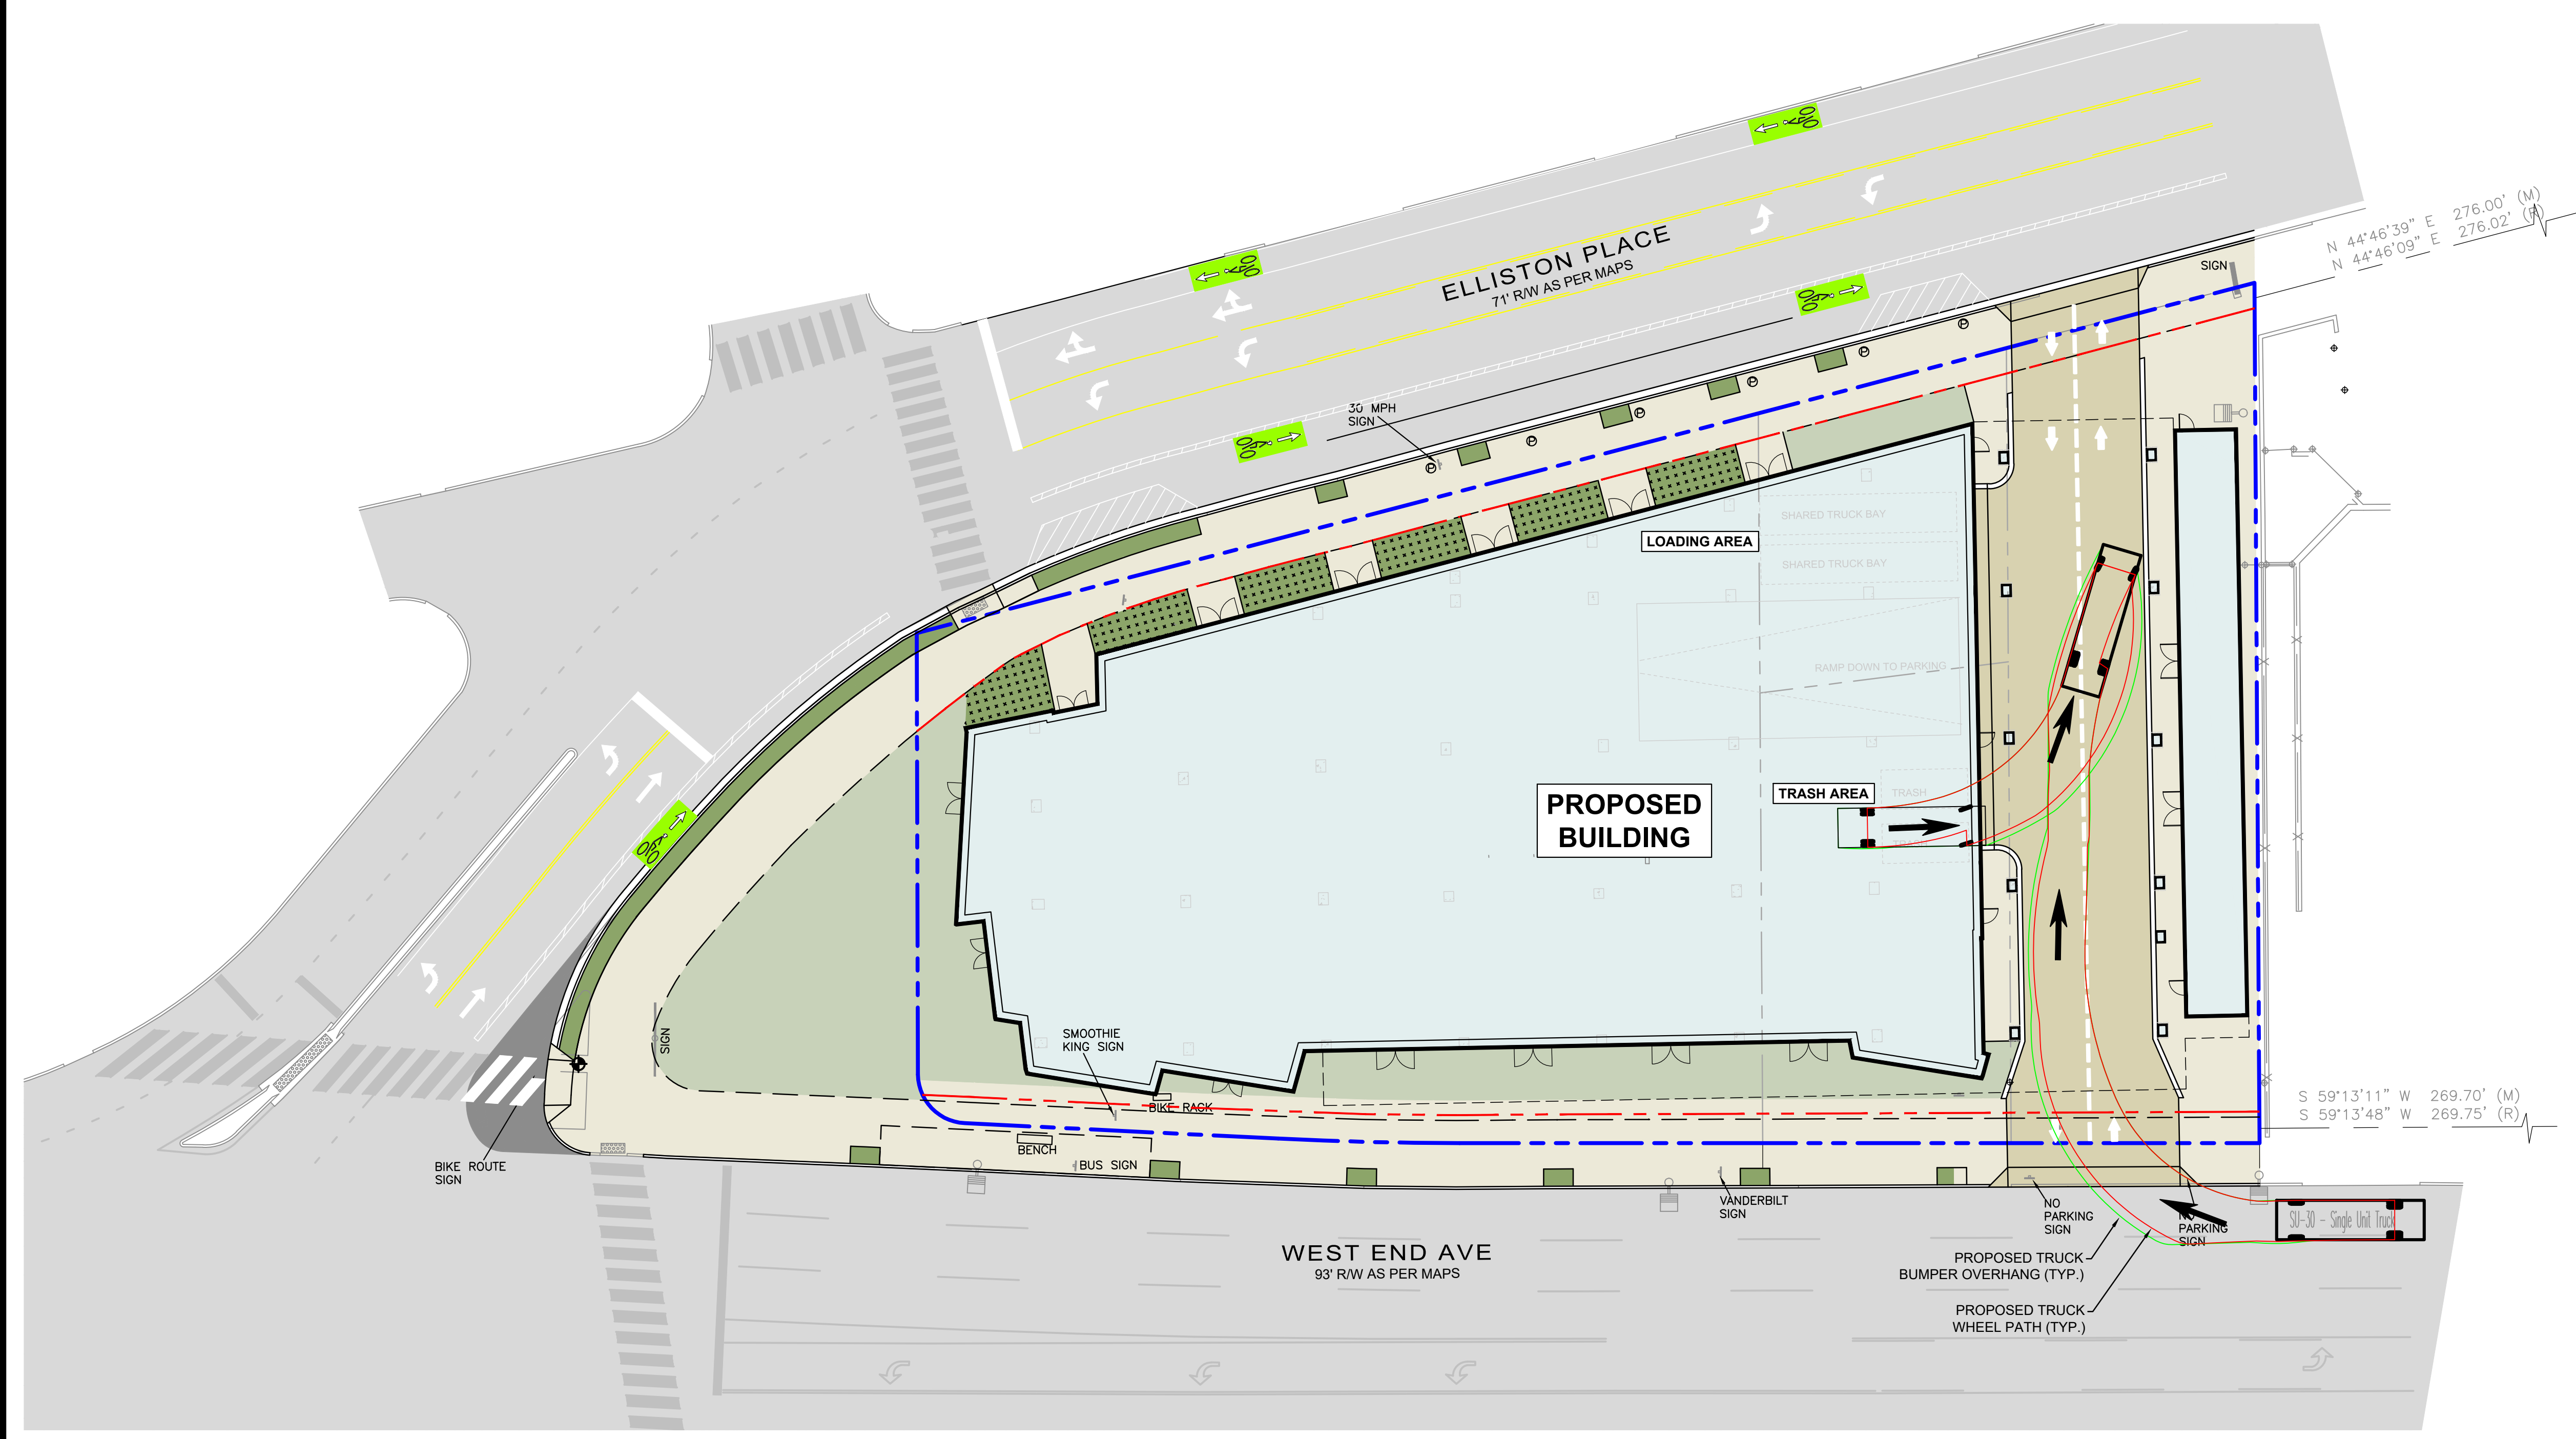 N 44°46'39" E 276.00' (M)
N 44°46'09" E 276.02' (R)
SIGN
ELLISTON PLACE
71' R/W AS PER MAPS
30 MPH
SIGN
SHARED TRUCK BAY
LOADING AREA
SHARED TRUCK BAY
RAMP DOWN TO PARKING
TRASH AREA
TRASH
PROPOSED
BUILDING
SIGN
SMOOTHIE
KING SIGN
BIKE RACK
BENCH
BUS SIGN
BIKE ROUTE
SIGN
S 59°13'11" W 269.70' (M)
S 59°13'48" W 269.75' (R)
VANDERBILT
SIGN
NO
PARKING
SIGN
NO
PARKING
SIGN
SU-30 - Single Unit Truck
WEST END AVE
93' R/W AS PER MAPS
PROPOSED TRUCK
BUMPER OVERHANG (TYP.)
PROPOSED TRUCK
WHEEL PATH (TYP.)